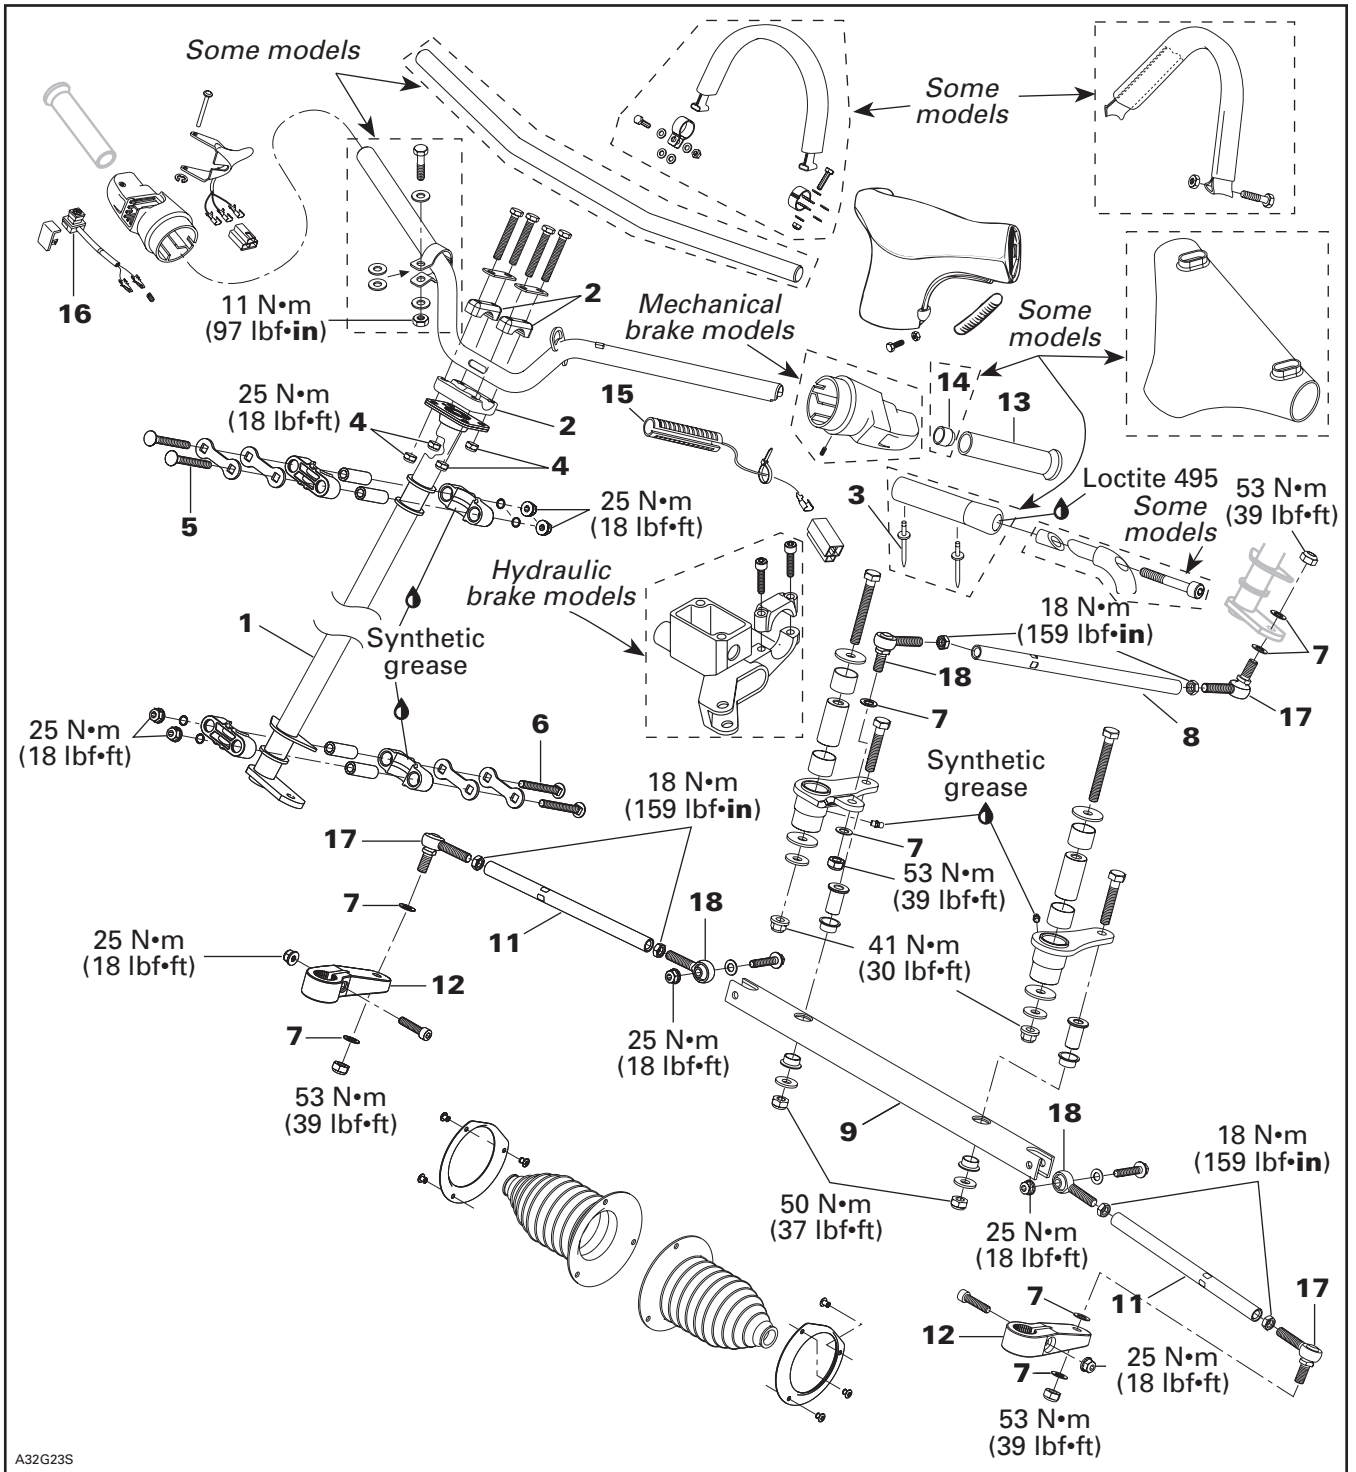 Some models
Some
models
16
11 N•m
(97 lbf•in)
2
Mechanical
brake models
Some
models
14
13
15
25 N•m
(18 lbf•ft)
4
2
4
3
Loctite 495
Some
models
53 N•m
(39 lbf•ft)
5
25 N•m
(18 lbf•ft)
Hydraulic
brake models
18 N•m
(159 lbf•in)
7
1
Synthetic
grease
18
17
7
8
25 N•m
(18 lbf•ft)
6
Synthetic
grease
18 N•m
(159 lbf•in)
17
7
53 N•m
(39 lbf•ft)
7
18
11
25 N•m
(18 lbf•ft)
41 N•m
(30 lbf•ft)
12
7
25 N•m
(18 lbf•ft)
53 N•m
(39 lbf•ft)
9
18
18 N•m
(159 lbf•in)
50 N•m
(37 lbf•ft)
25 N•m
(18 lbf•ft)
7
11
17
12
7
25 N•m
(18 lbf•ft)
53 N•m
(39 lbf•ft)
A32G23S